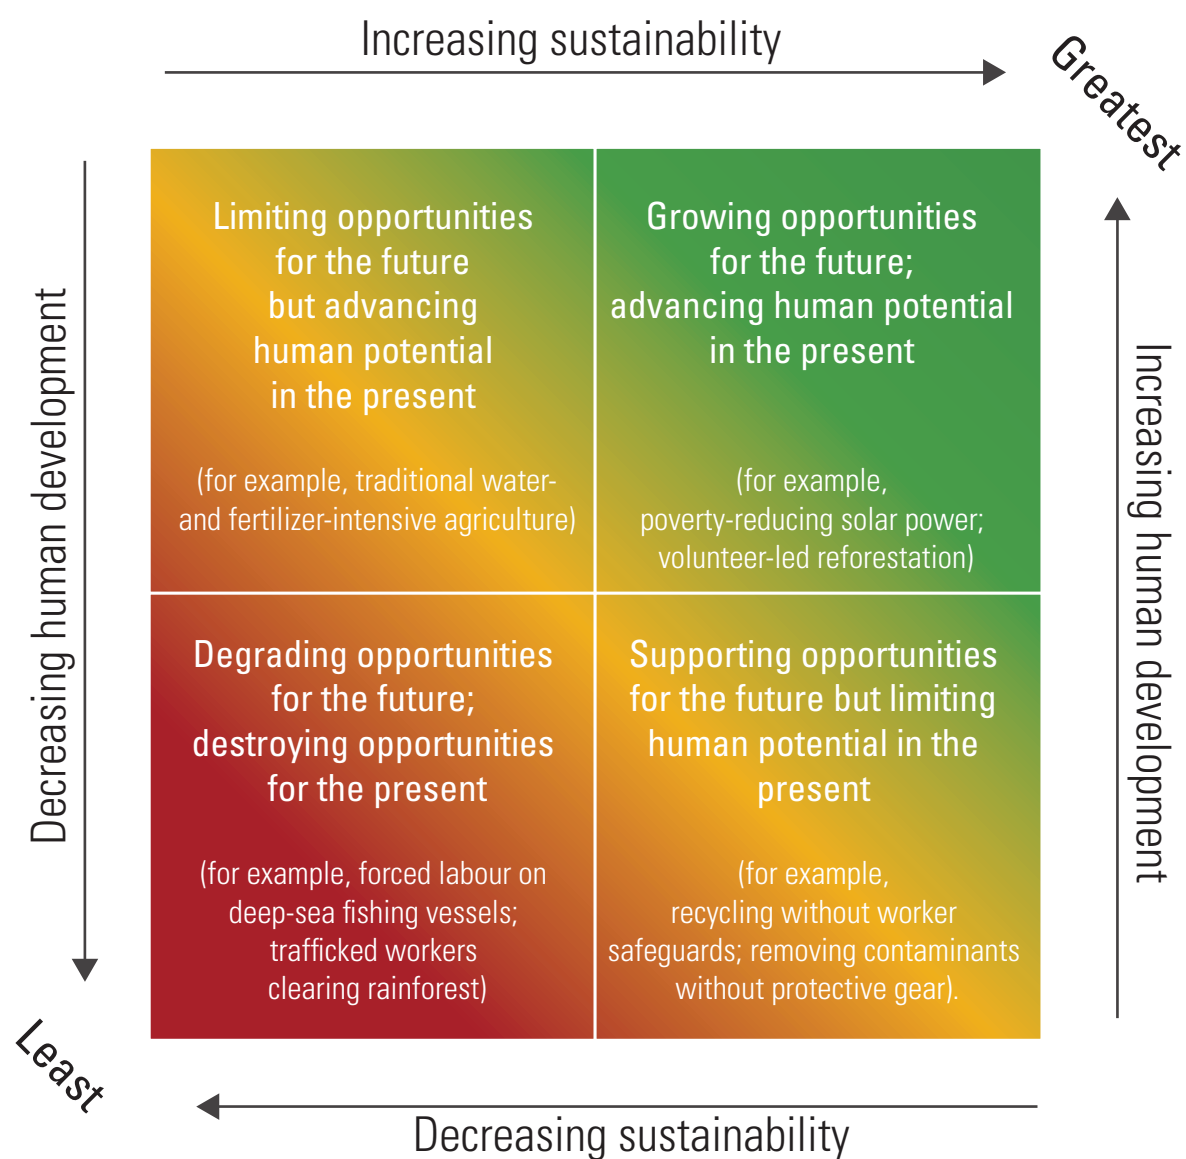 Increasing sustainability
Greatest
Decreasing human development
Limiting opportunities
for the future
but advancing
human potential
in the present
(for example, traditional water-
and fertilizer-intensive agriculture)
Growing opportunities
for the future;
advancing human potential
in the present
(for example,
poverty-reducing solar power;
volunteer-led reforestation)
Increasing human development
Degrading opportunities
for the future;
destroying opportunities
for the present
(for example, forced labour on
deep-sea fishing vessels;
trafficked workers
clearing rainforest)
Supporting opportunities
for the future but limiting
human potential in the
present
(for example,
recycling without worker
safeguards; removing contaminants
without protective gear).
Least
Decreasing sustainability